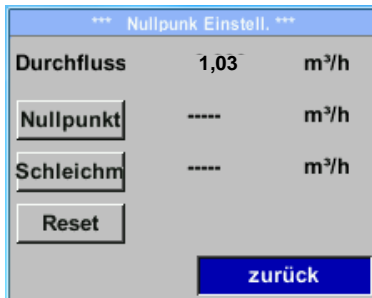 *** Nullpunk Einstell. ***
Durchfluss 1,03 m³/h
Nullpunkt ----- m³/h
Schleichm ----- m³/h
Reset
zurück